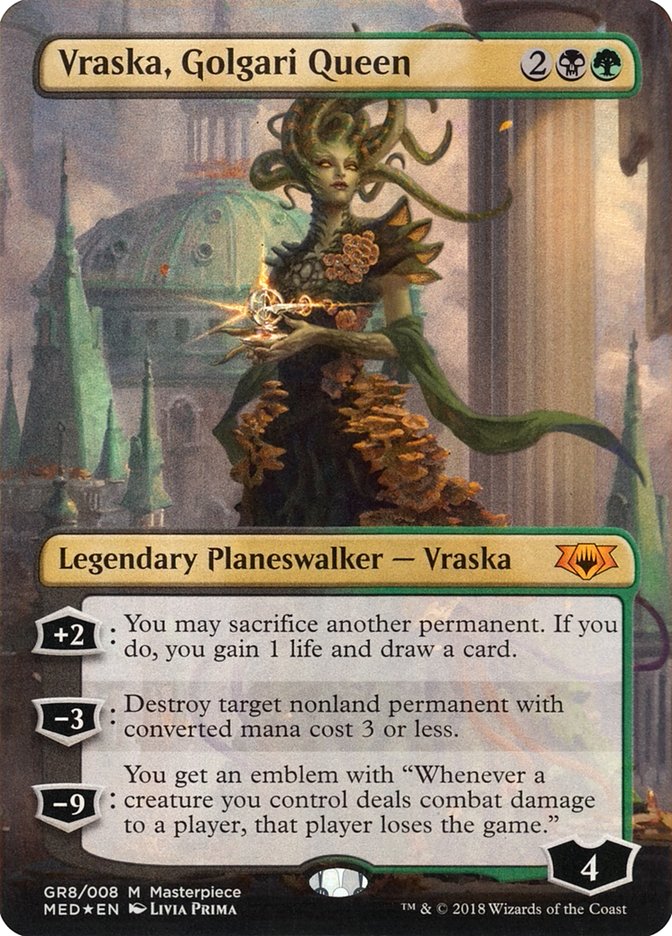 Vraska, Golgari Queen 2
Legendary Planeswalker — Vraska
+2 : You may sacrifice another permanent. If you
do, you gain 1 life and draw a card.
−3 : Destroy target nonland permanent with
converted mana cost 3 or less.
−9 : You get an emblem with “Whenever a
creature you control deals combat damage
to a player, that player loses the game.”
4
GR8/008 M Masterpiece
MED★EN Livia Prima
™ & © 2018 Wizards of the Coast